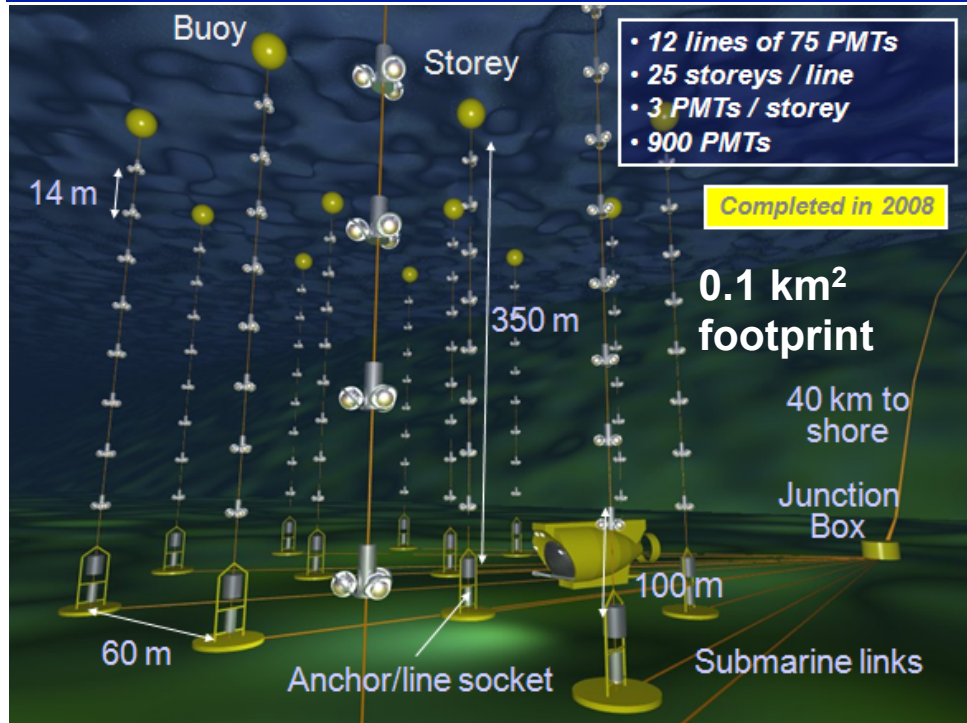 Buoy
Storey
• 12 lines of 75 PMTs
• 25 storeys / line
• 3 PMTs / storey
• 900 PMTs
14 m
Completed in 2008
0.1 km²
footprint
350 m
40 km to
shore
Junction
Box
100 m
60 m
Anchor/line socket
Submarine links